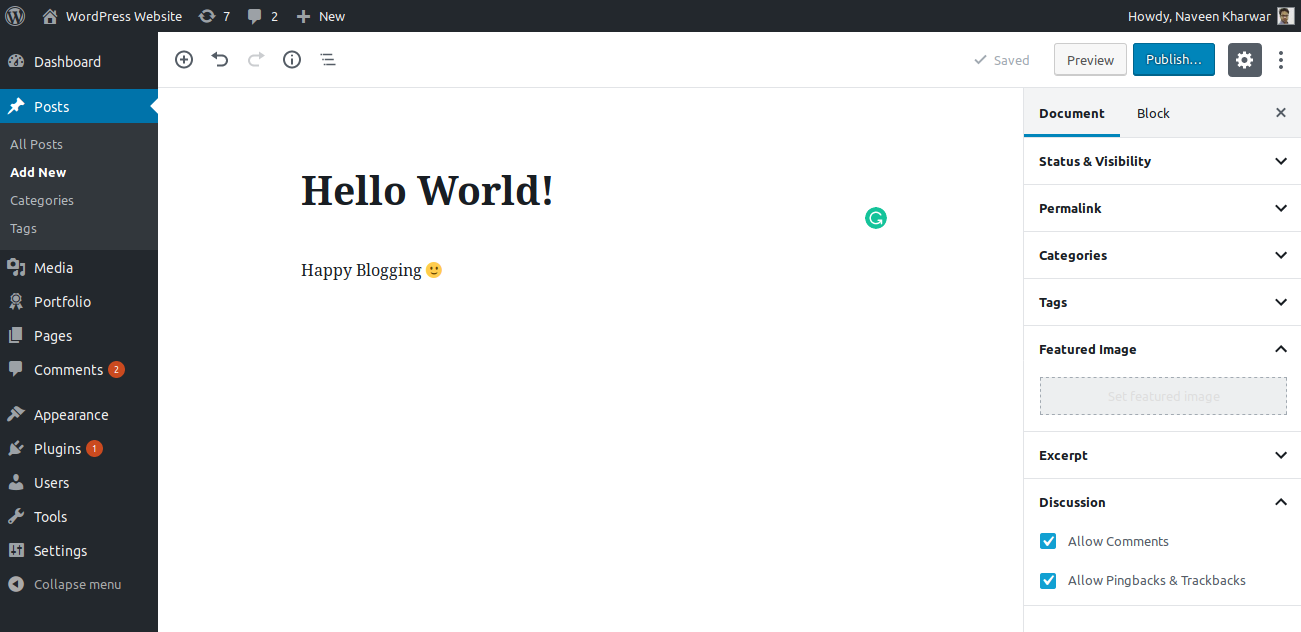 WordPress Website 7 2 New Howdy, Naveen Kharwar
Dashboard
Posts
All Posts
Add New
Categories
Tags
Media
Portfolio
Pages
Comments 2
Appearance
Plugins 1
Users
Tools
Settings
Collapse menu
Saved Preview Publish...
Hello World!
Happy Blogging 🙂
Document Block
Status & Visibility
Permalink
Categories
Tags
Featured Image
Set featured image
Excerpt
Discussion
Allow Comments
Allow Pingbacks & Trackbacks